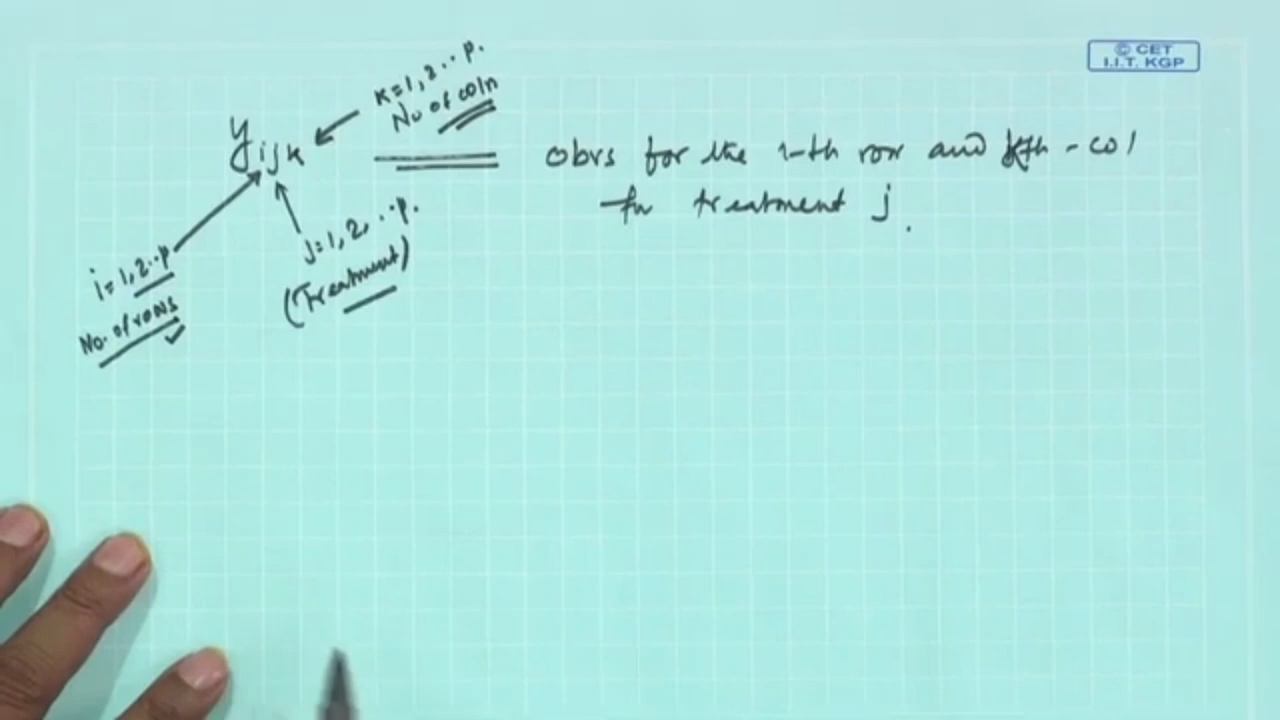 © CET
I.I.T. KGP
K=1, 2 .. p.
No of coln
yijk
obvs for the i-th row and kth - col
for treatment j.
j=1, 2, .. p.
(Treatment)
i=1, 2 .. p
No. of rows